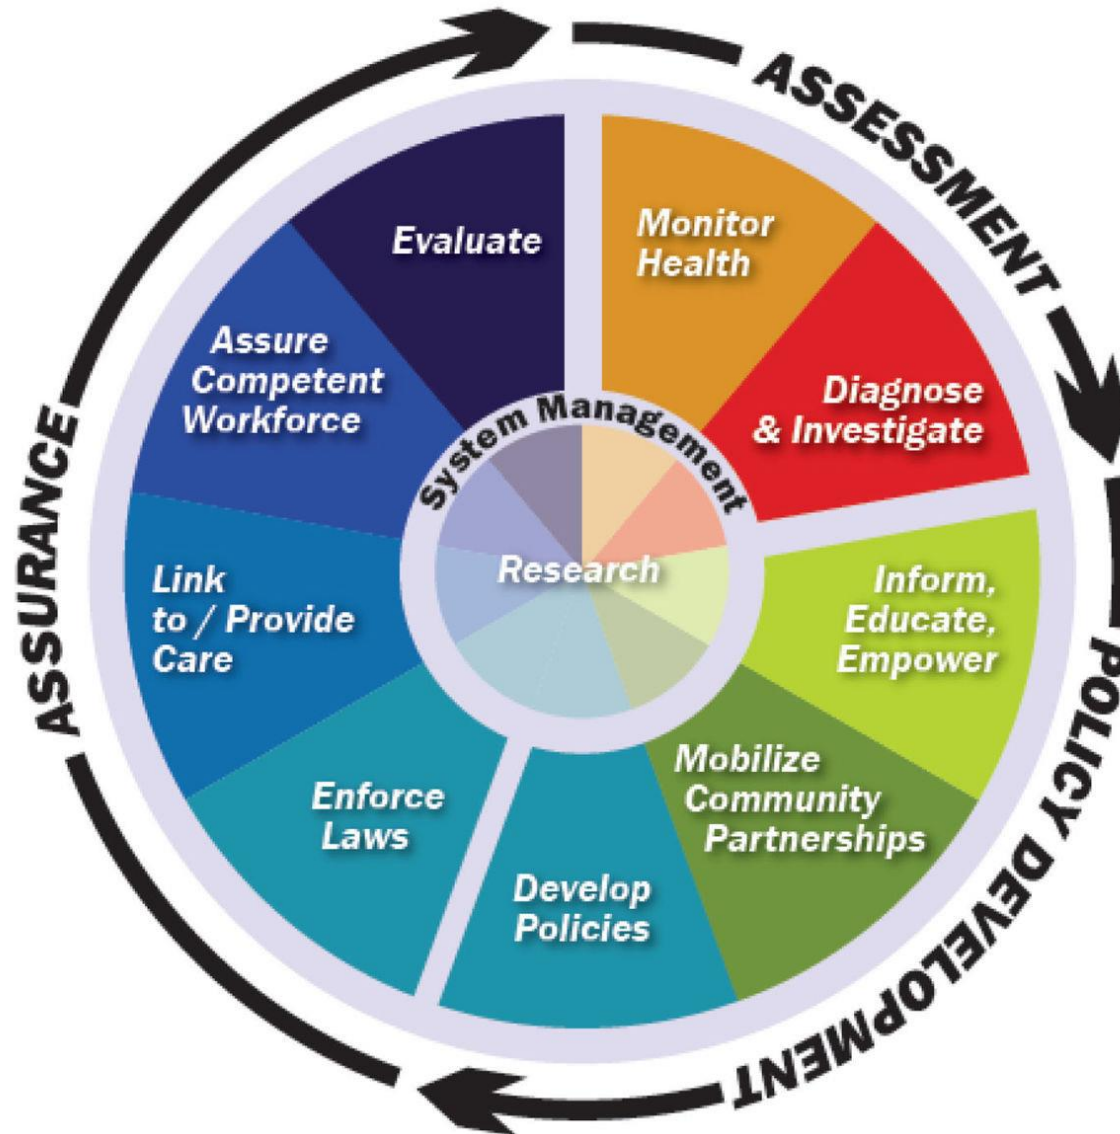 ASSESSMENT
POLICY DEVELOPMENT
ASSURANCE
Monitor
Health
Diagnose
& Investigate
Inform,
Educate,
Empower
Mobilize
Community
Partnerships
Develop
Policies
Enforce
Laws
Link
to / Provide
Care
Assure
Competent
Workforce
Evaluate
System Management
Research